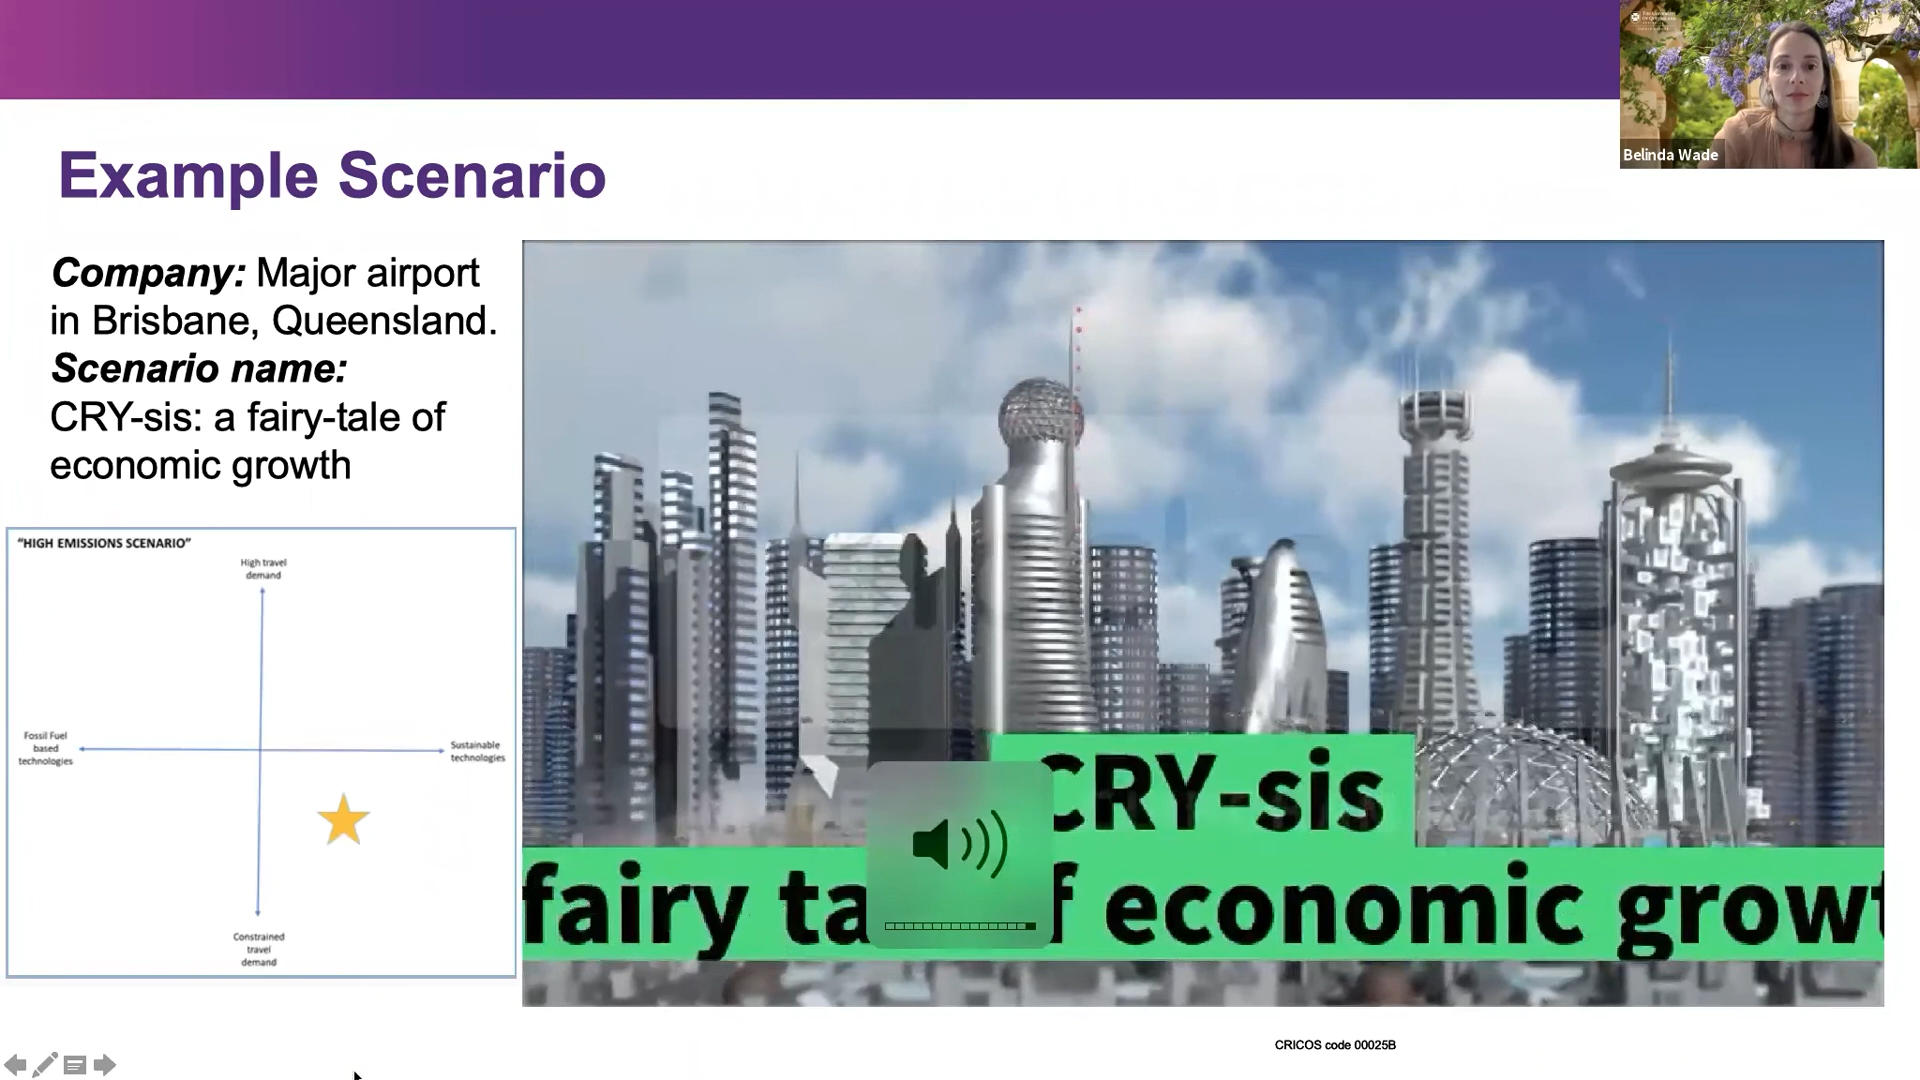 Belinda Wade
Example Scenario
Company: Major airport
in Brisbane, Queensland.
Scenario name:
CRY-sis: a fairy-tale of
economic growth
"HIGH EMISSIONS SCENARIO"
High travel
demand
Fossil Fuel
based
technologies
Sustainable
technologies
Constrained
travel
demand
CRY-sis
fairy ta f economic growt
CRICOS code 00025B